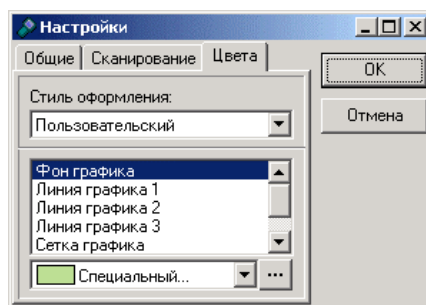 Настройки
Общие Сканирование Цвета
OK
Отмена
Стиль оформления:
Пользовательский
Фон графика
Линия графика 1
Линия графика 2
Линия графика 3
Сетка графика
Специальный... ...